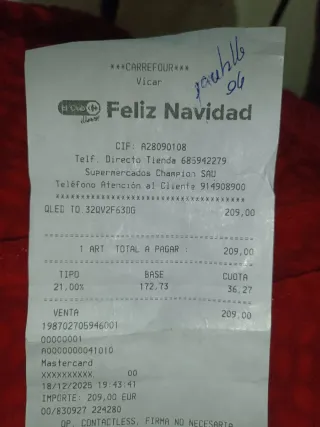 ***CARREFOUR***
Vicar
El Club
Feliz Navidad
CIF: A28090108
Telf. Directo Tienda 685942279
Supermercados Champion SAU
Teléfono Atención al Cliente 914908900
QLED TO 32QV2F63DG 209,00
1 ART. TOTAL A PAGAR : 209,00
TIPO BASE CUOTA
21.00% 172.73 36,27
VENTA 209.00
198702705946001
00000001
A0000000041010
Mastercard
XXXXXXXXXX. 00
18/12/2025 19:43:41
IMPORTE: 209,00 EUR
00/830927 224280
OP. CONTACTLESS. FIRMA NO NECESARIA